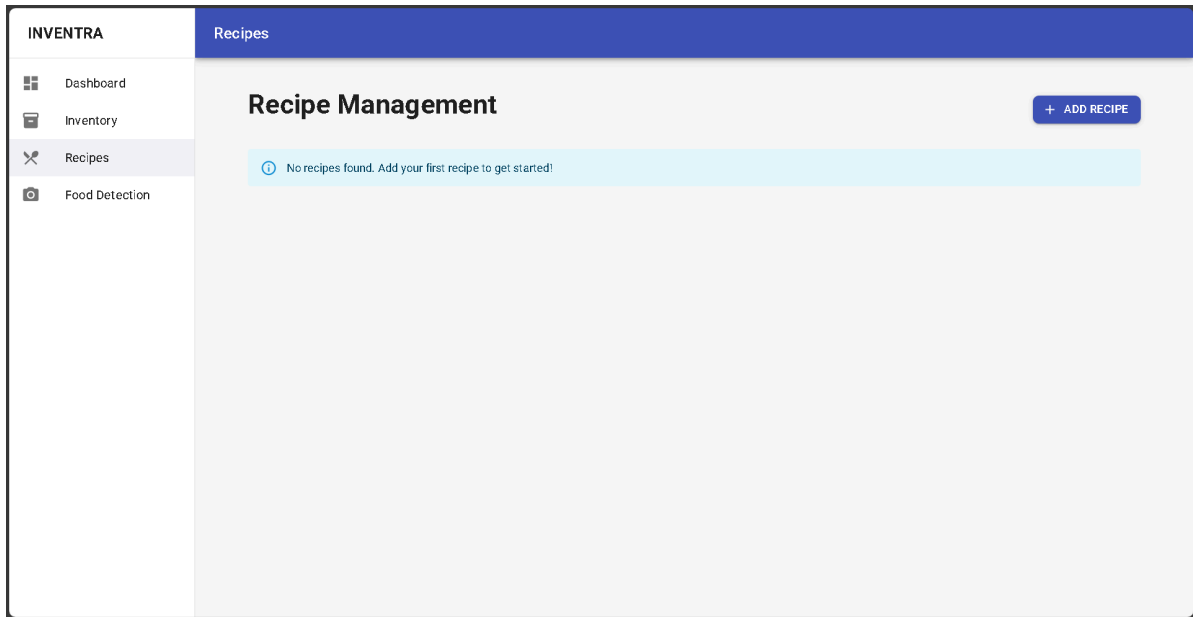 INVENTRA
Recipes
Dashboard
Inventory
Recipes
Food Detection
Recipe Management
+ ADD RECIPE
No recipes found. Add your first recipe to get started!